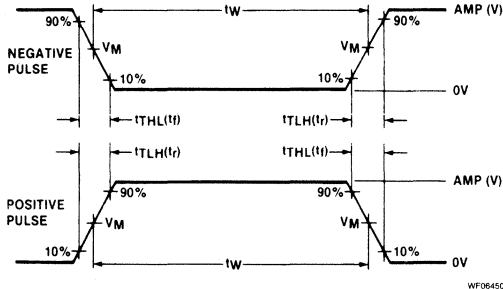 tW
90% 90% AMP (V)
NEGATIVE
PULSE
VM VM
10% 10%
0V
tTHL(tf) tTLH(tr)
tTLH(tr) tTHL(tf)
AMP (V)
90% 90%
POSITIVE
PULSE
VM VM
10% 10%
0V
tW
WF06450